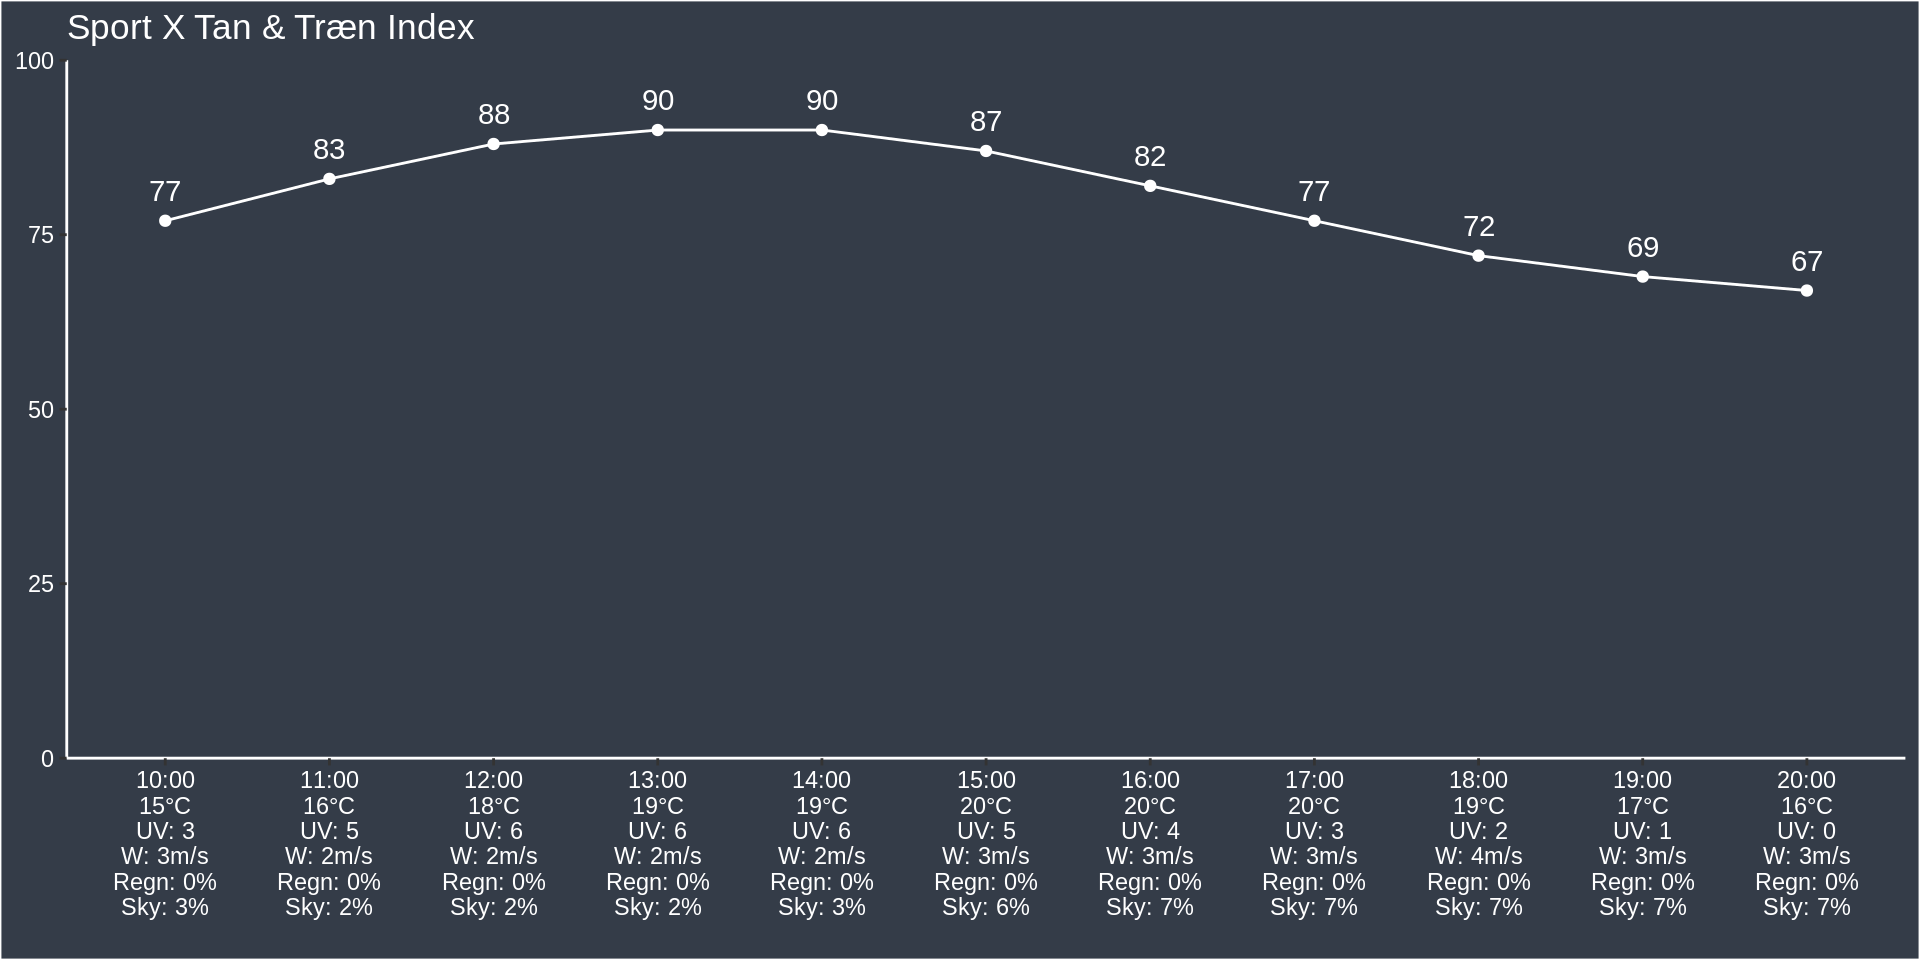 Sport X Tan & Træn Index
100
75
50
25
0
77
83
88
90
90
87
82
77
72
69
67
10:00 11:00 12:00 13:00 14:00 15:00 16:00 17:00 18:00 19:00 20:00
15°C 16°C 18°C 19°C 19°C 20°C 20°C 20°C 19°C 17°C 16°C
UV: 3 UV: 5 UV: 6 UV: 6 UV: 6 UV: 5 UV: 4 UV: 3 UV: 2 UV: 1 UV: 0
W: 3m/s W: 2m/s W: 2m/s W: 2m/s W: 2m/s W: 3m/s W: 3m/s W: 3m/s W: 4m/s W: 3m/s W: 3m/s
Regn: 0% Regn: 0% Regn: 0% Regn: 0% Regn: 0% Regn: 0% Regn: 0% Regn: 0% Regn: 0% Regn: 0% Regn: 0%
Sky: 3% Sky: 2% Sky: 2% Sky: 2% Sky: 3% Sky: 6% Sky: 7% Sky: 7% Sky: 7% Sky: 7% Sky: 7%